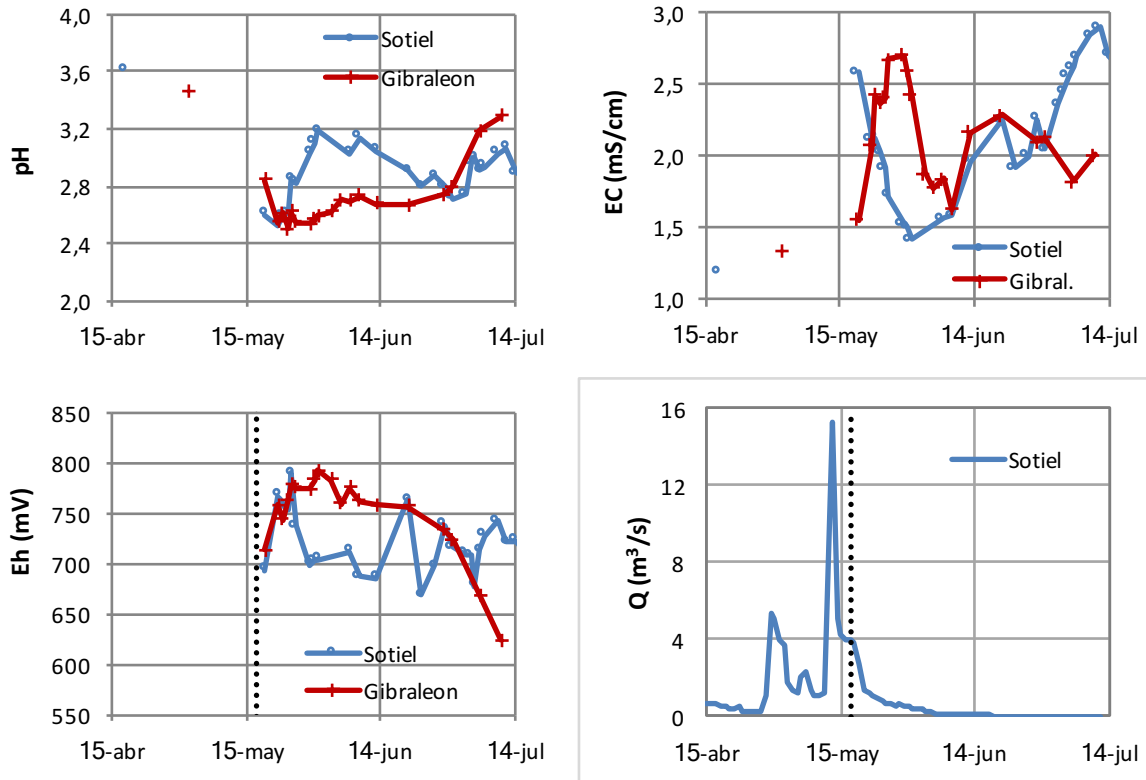 pH
4,0
3,6
3,2
2,8
2,4
2,0
Sotiel
Gibraleon
15-abr
15-may
14-jun
14-jul
EC (mS/cm)
3,0
2,5
2,0
1,5
1,0
Sotiel
Gibral.
15-abr
15-may
14-jun
14-jul
Eh (mV)
850
800
750
700
650
600
550
Sotiel
Gibraleon
15-abr
15-may
14-jun
14-jul
Q (m³/s)
16
12
8
4
0
Sotiel
15-abr
15-may
14-jun
14-jul